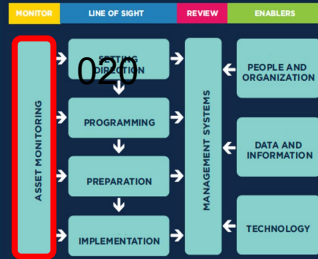 MONITOR
LINE OF SIGHT
REVIEW
ENABLERS
SETTING
DIRECTION
020
PROGRAMMING
PREPARATION
IMPLEMENTATION
ASSET MONITORING
MANAGEMENT SYSTEMS
PEOPLE AND
ORGANIZATION
DATA AND
INFORMATION
TECHNOLOGY